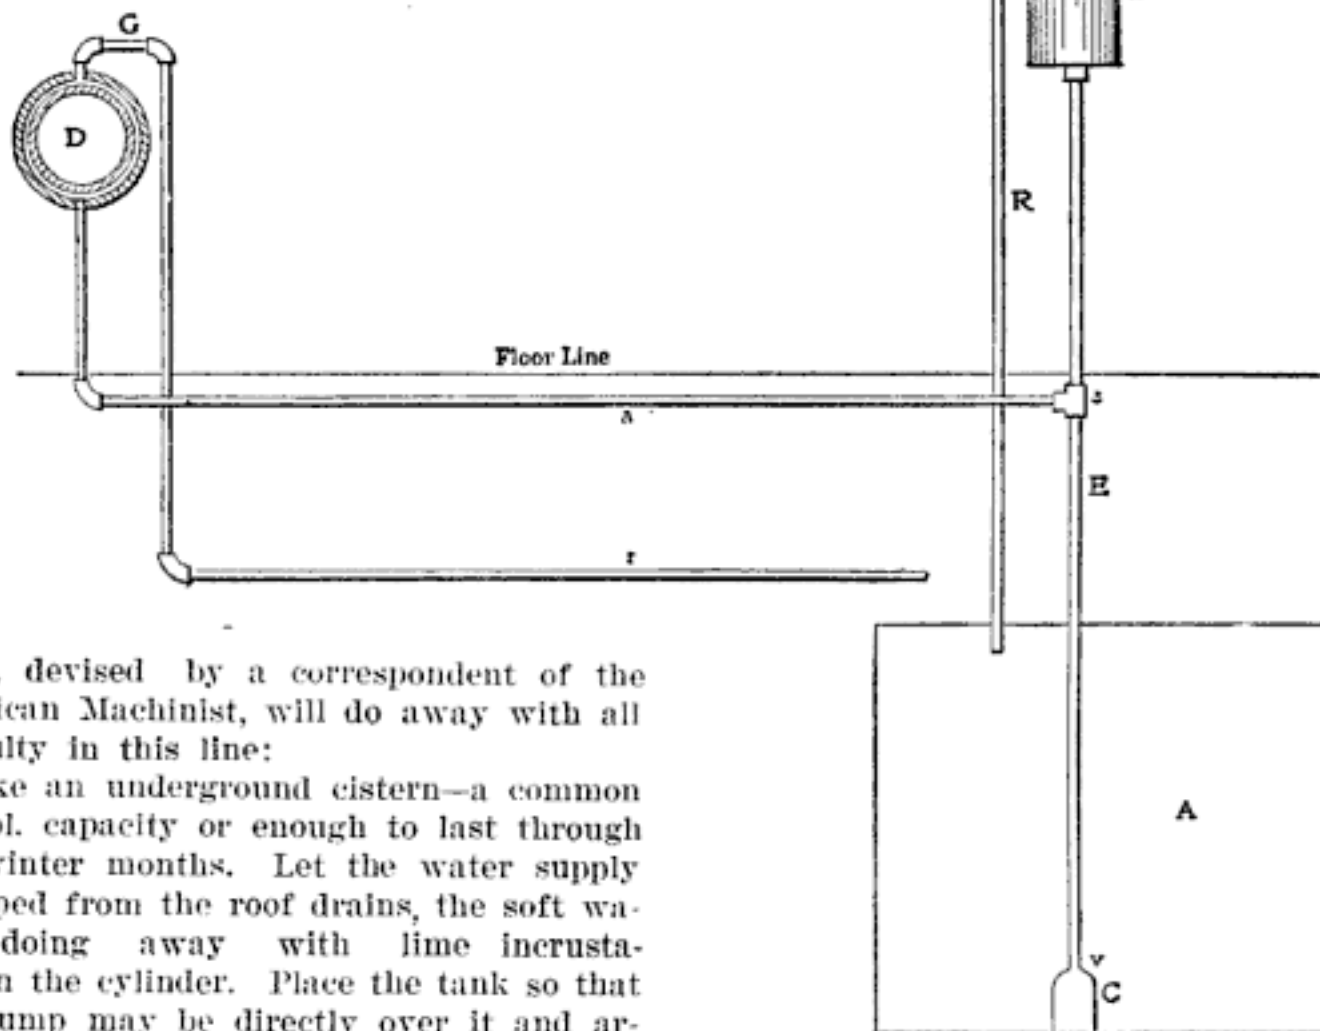 G
D
R
Floor Line
s
a
E
r
devised by a correspondent of the
ican Machinist, will do away with all
ulty in this line:
ke an underground cistern—a common
ol. capacity or enough to last through
winter months. Let the water supply
ped from the roof drains, the soft wa-
doing away with lime incrusta-
n the cylinder. Place the tank so that
ump may be directly over it and ar-
A
v
C